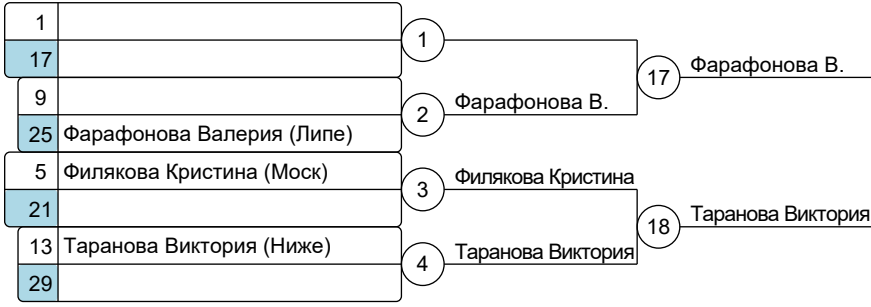 1
1
17
17
Фарафонова В.
9
2
Фарафонова В.
25 Фарафонова Валерия (Липе)
5 Филякова Кристина (Моск)
3
Филякова Кристина
21
18
Таранова Виктория
13 Таранова Виктория (Ниже)
4
Таранова Виктория
29